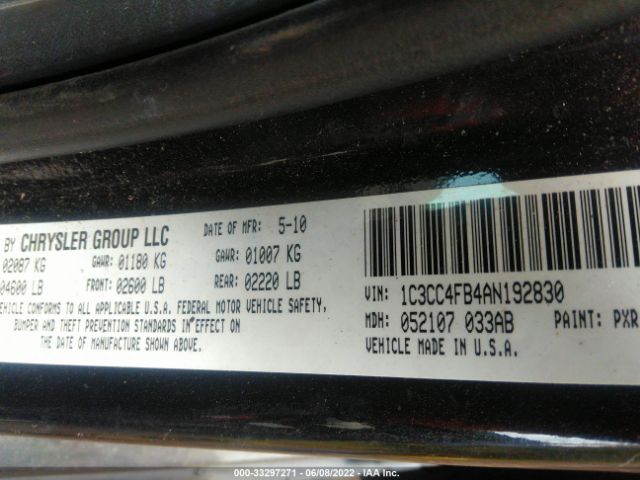 BY CHRYSLER GROUP LLC DATE OF MFR: 5-10
02087 KG GAWR: 01180 KG GAWR: 01007 KG
04600 LB FRONT: 02600 LB REAR: 02220 LB
VEHICLE CONFORMS TO ALL APPLICABLE U.S.A. FEDERAL MOTOR VEHICLE SAFETY,
BUMPER AND THEFT PREVENTION STANDARDS IN EFFECT ON
THE DATE OF MANUFACTURE SHOWN ABOVE.
VIN: 1C3CC4FB4AN192830
MDH: 052107 033AB PAINT: PXR
VEHICLE MADE IN U.S.A.
000-33297271 - 06/08/2022 - IAA Inc.